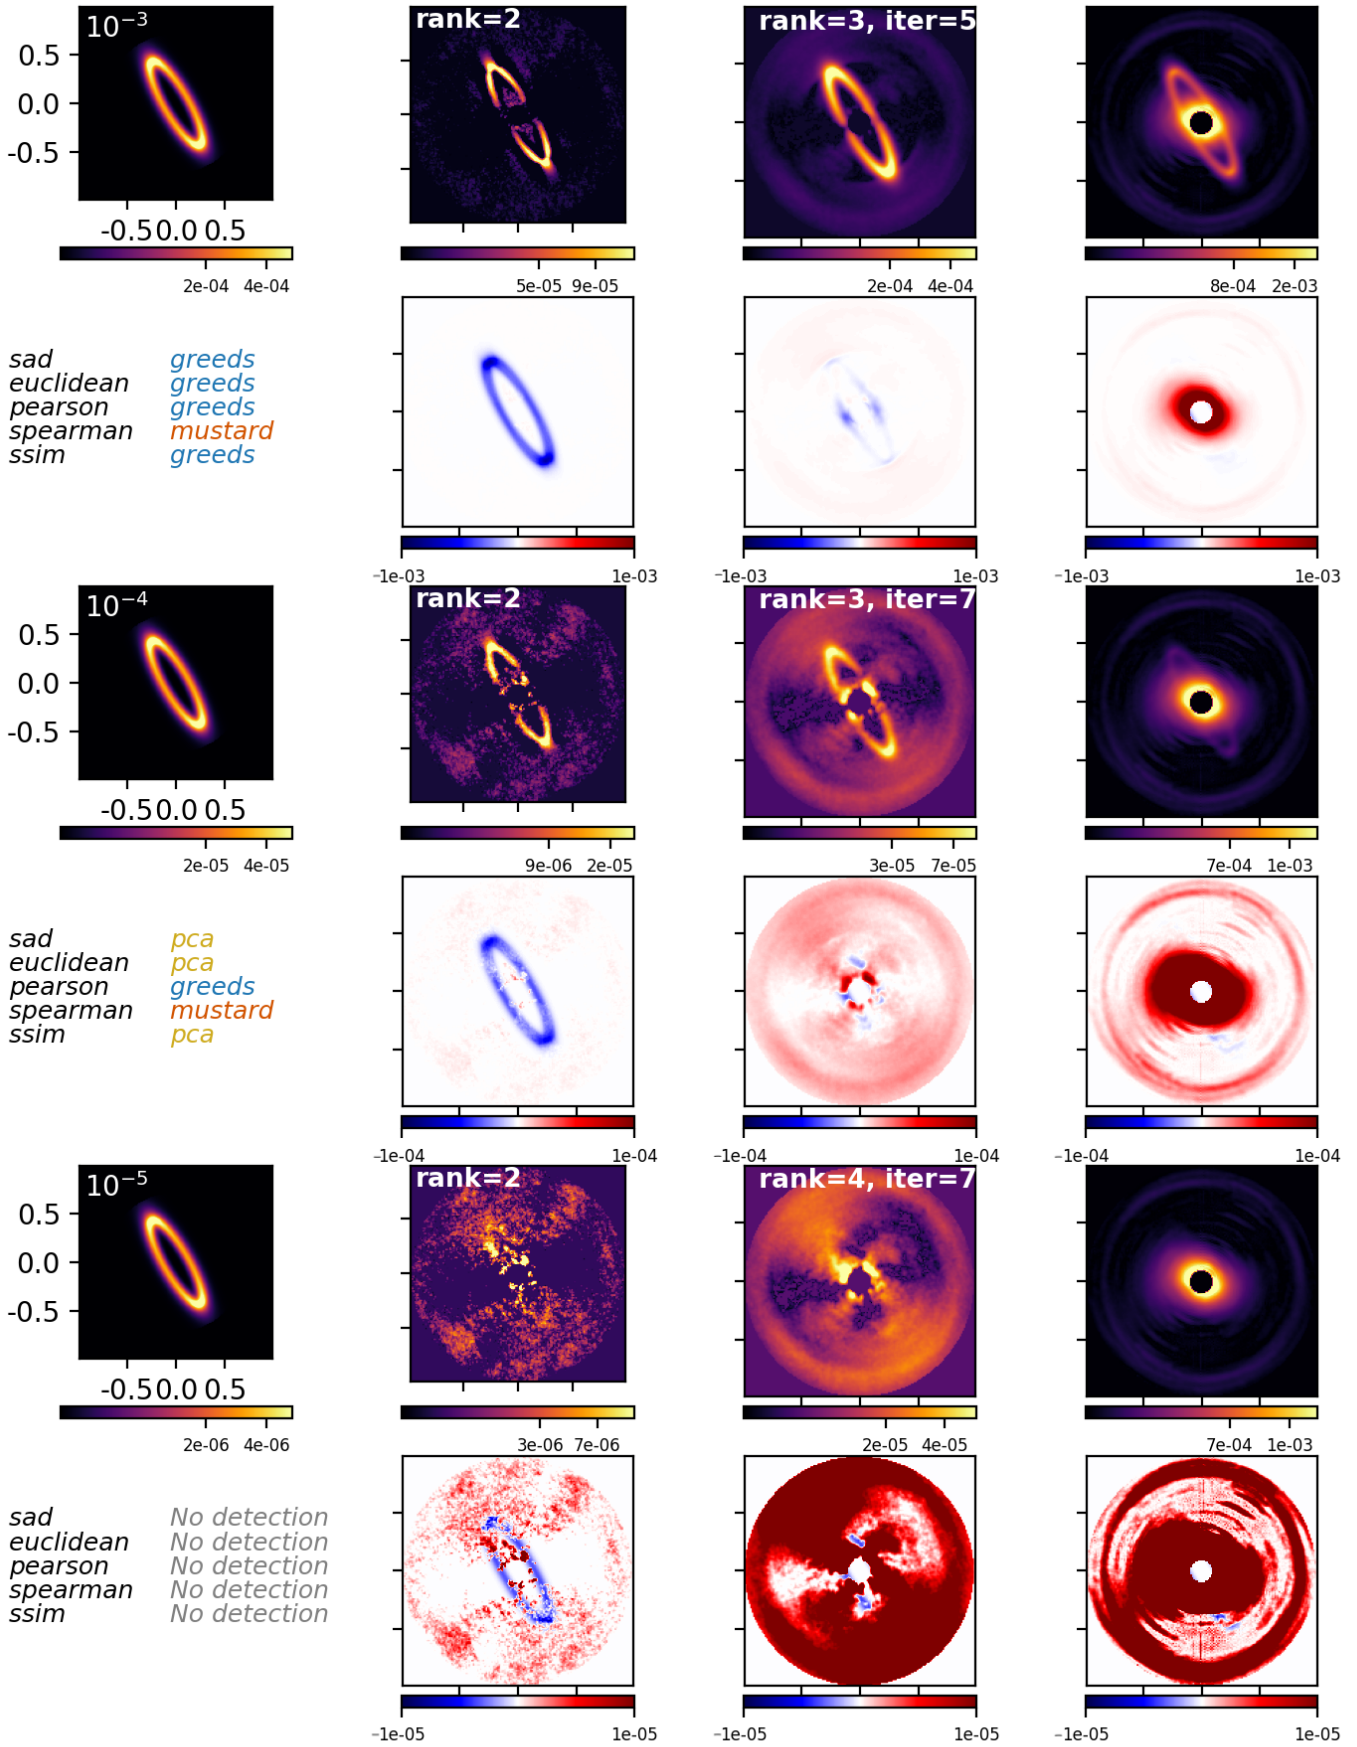 10⁻³
rank=2
rank=3, iter=5
0.5
0.0
-0.5
-0.5 0.0 0.5
2e-04 4e-04
5e-05 9e-05
2e-04 4e-04
8e-04 2e-03
sad greeds
euclidean greeds
pearson greeds
spearman mustard
ssim greeds
−1e-03 1e-03
−1e-03 1e-03
−1e-03 1e-03
10⁻⁴
rank=2
rank=3, iter=7
0.5
0.0
-0.5
-0.5 0.0 0.5
2e-05 4e-05
9e-06 2e-05
3e-05 7e-05
7e-04 1e-03
sad pca
euclidean pca
pearson greeds
spearman mustard
ssim pca
−1e-04 1e-04
−1e-04 1e-04
−1e-04 1e-04
10⁻⁵
rank=2
rank=4, iter=7
0.5
0.0
-0.5
-0.5 0.0 0.5
2e-06 4e-06
3e-06 7e-06
2e-05 4e-05
7e-04 1e-03
sad No detection
euclidean No detection
pearson No detection
spearman No detection
ssim No detection
−1e-05 1e-05
−1e-05 1e-05
−1e-05 1e-05